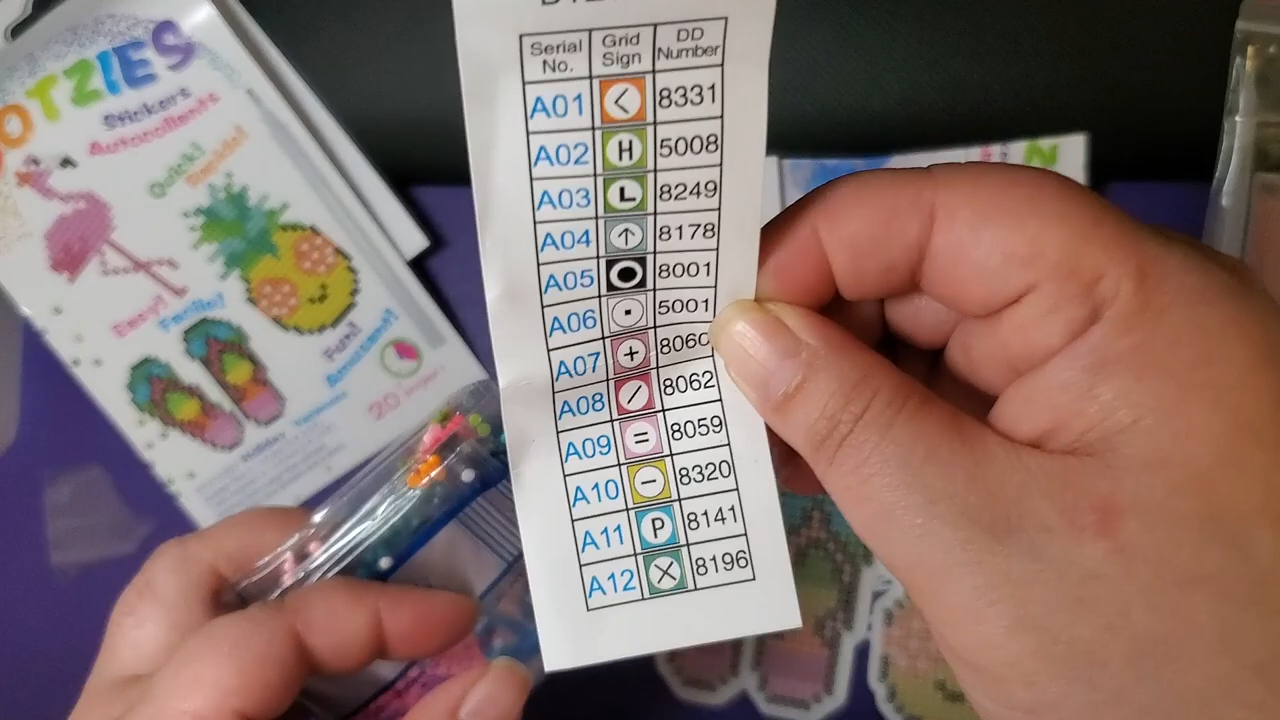 OTZIES
Stickers
Autocollants
Quick!
Rapide!
Easy!
Facile!
Fun!
Amusement!
20
Serial No. Grid Sign DD Number
A01 < 8331
A02 H 5008
A03 L 8249
A04 ↑ 8178
A05 8001
A06 5001
A07 + 8060
A08 / 8062
A09 = 8059
A10 − 8320
A11 P 8141
A12 X 8196
N